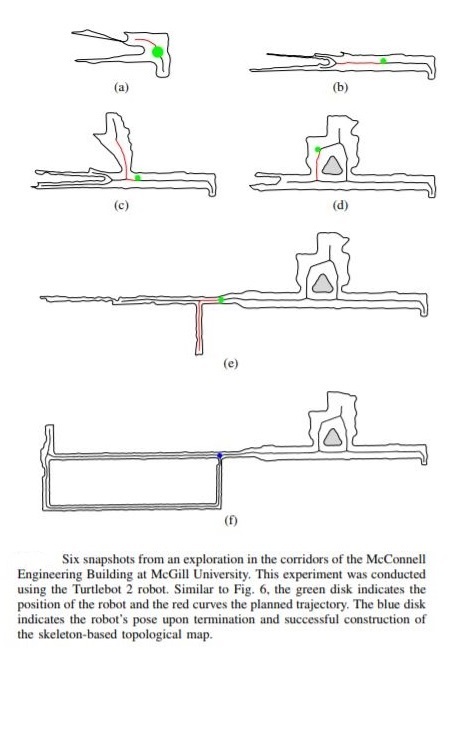 (a)
(b)
(c)
(d)
(e)
(f)
Six snapshots from an exploration in the corridors of the McConnell
Engineering Building at McGill University. This experiment was conducted
using the Turtlebot 2 robot. Similar to Fig. 6, the green disk indicates the
position of the robot and the red curves the planned trajectory. The blue disk
indicates the robot's pose upon termination and successful construction of
the skeleton-based topological map.